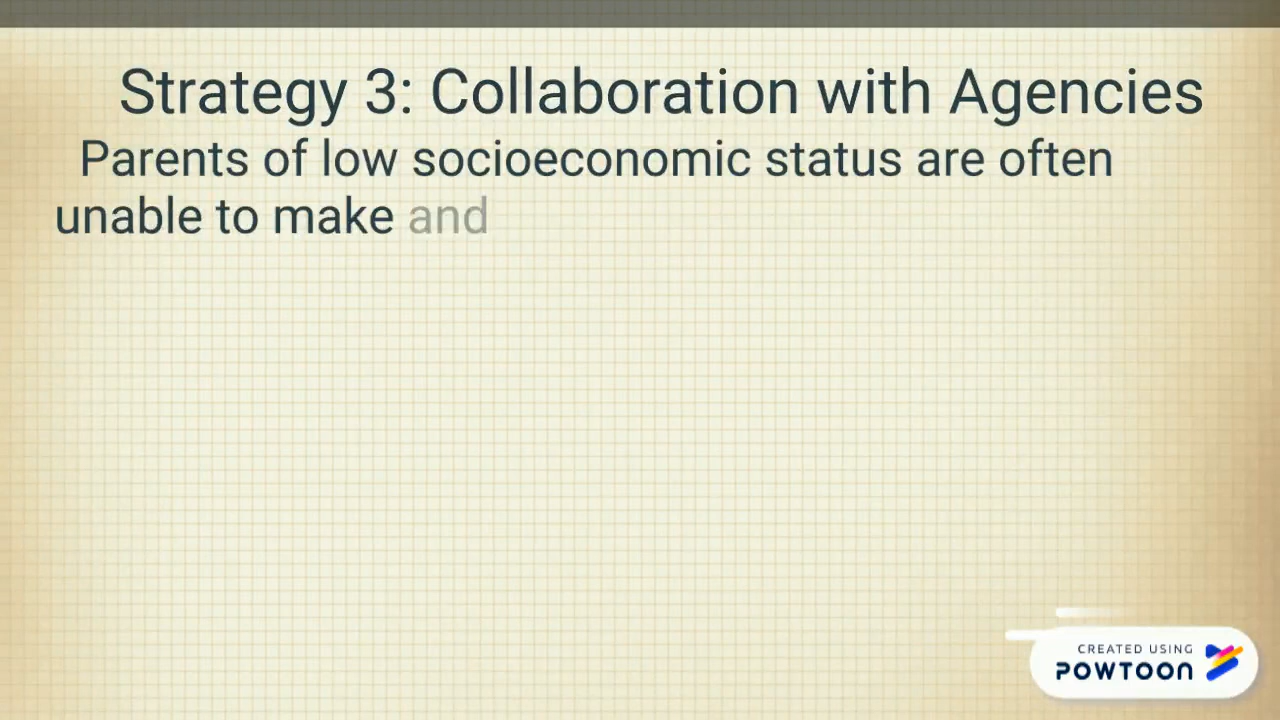 Strategy 3: Collaboration with Agencies
Parents of low socioeconomic status are often
unable to make and
CREATED USING
POWTOON